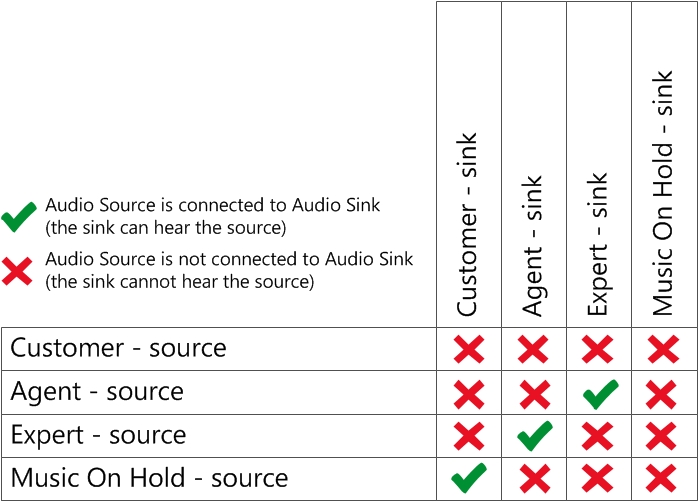 Customer - sink
Agent - sink
Expert - sink
Music On Hold - sink
Audio Source is connected to Audio Sink
(the sink can hear the source)
Audio Source is not connected to Audio Sink
(the sink cannot hear the source)
Customer - source
Agent - source
Expert - source
Music On Hold - source